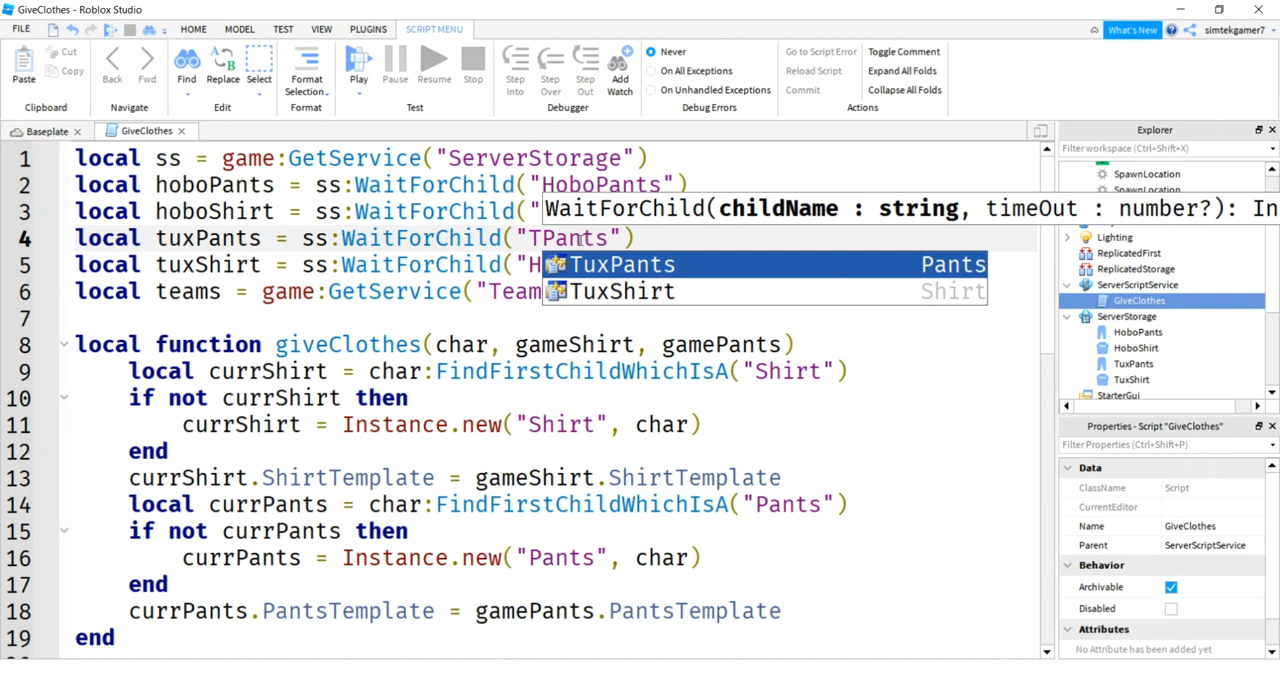 GiveClothes - Roblox Studio
FILE HOME MODEL TEST VIEW PLUGINS SCRIPT MENU What's New simtekgamer7
Paste Cut Copy Back Fwd Find Replace Select Format Selection Play Pause Resume Stop Step Into Step Over Step Out Add Watch Never On All Exceptions On Unhandled Exceptions Go to Script Error Reload Script Commit Toggle Comment Expand All Folds Collapse All Folds
Clipboard Navigate Edit Format Test Debugger Debug Errors Actions
Baseplate GiveClothes
1 local ss = game:GetService("ServerStorage")
2 local hoboPants = ss:WaitForChild("HoboPants")
3 local hoboShirt = ss:WaitForChild("
WaitForChild(childName : string, timeOut : number?): In
4 local tuxPants = ss:WaitForChild("TPants")
5 local tuxShirt = ss:WaitForChild("H
TuxPants Pants
6 local teams = game:GetService("Team
TuxShirt Shirt
7
8 local function giveClothes(char, gameShirt, gamePants)
9 local currShirt = char:FindFirstChildWhichIsA("Shirt")
10 if not currShirt then
11 currShirt = Instance.new("Shirt", char)
12 end
13 currShirt.ShirtTemplate = gameShirt.ShirtTemplate
14 local currPants = char:FindFirstChildWhichIsA("Pants")
15 if not currPants then
16 currPants = Instance.new("Pants", char)
17 end
18 currPants.PantsTemplate = gamePants.PantsTemplate
19 end
Explorer
Filter workspace (Ctrl+Shift+X)
SpawnLocation
SpawnLocation
Lighting
ReplicatedFirst
ReplicatedStorage
ServerScriptService
GiveClothes
ServerStorage
HoboPants
HoboShirt
TuxPants
TuxShirt
StarterGui
Properties - Script "GiveClothes"
Filter Properties (Ctrl+Shift+P)
Data
ClassName Script
CurrentEditor
Name GiveClothes
Parent ServerScriptService
Behavior
Archivable
Disabled
Attributes
No Attribute has been added yet